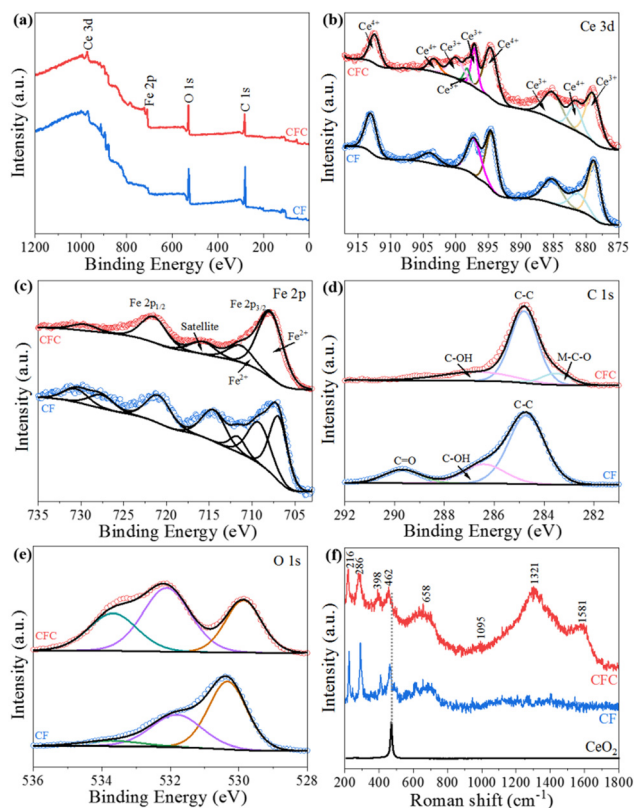 (a)
Ce 3d
Fe 2p
O 1s
C 1s
CFC
CF
Intensity (a.u.)
1200 1000 800 600 400 200 0
Binding Energy (eV)
(b)
Ce 3d
Ce4+
Ce4+
Ce3+
Ce3+
Ce4+
Ce3+
Ce4+
Ce3+
CFC
CF
Intensity (a.u.)
915 910 905 900 895 890 885 880 875
Binding Energy (eV)
(c)
Fe 2p
Fe 2p1/2
Fe 2p3/2
Satellite
Fe2+
Fe2+
CFC
CF
Intensity (a.u.)
735 729 725 720 717 710 703
Binding Energy (eV)
(d)
C 1s
C-C
C-OH
M-C-O
CFC
C-C
C=O
C-OH
CF
Intensity (a.u.)
292 290 288 286 284 282
Binding Energy (eV)
(e)
O 1s
CFC
CF
Intensity (a.u.)
536 534 532 530 528
Binding Energy (eV)
(f)
216
286
398
462
658
1095
1321
1581
CFC
CF
CeO2
Intensity (a.u.)
200 400 600 800 1000 1200 1400 1600 1800
Roman shift (cm-1)